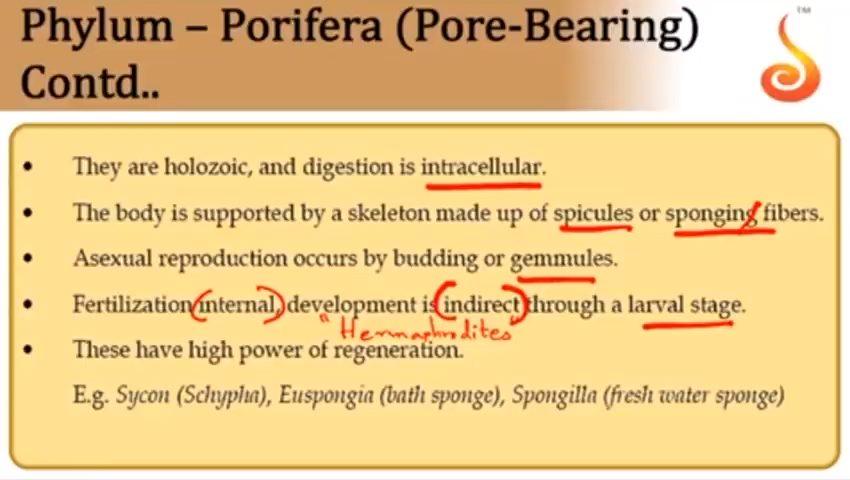 Phylum – Porifera (Pore-Bearing)
Contd..
TM
• They are holozoic, and digestion is intracellular.
• The body is supported by a skeleton made up of spicules or sponging fibers.
• Asexual reproduction occurs by budding or gemmules.
• Fertilization internal, development is indirect through a larval stage.
"Hermaphrodites"
• These have high power of regeneration.
E.g. Sycon (Schypha), Euspongia (bath sponge), Spongilla (fresh water sponge)